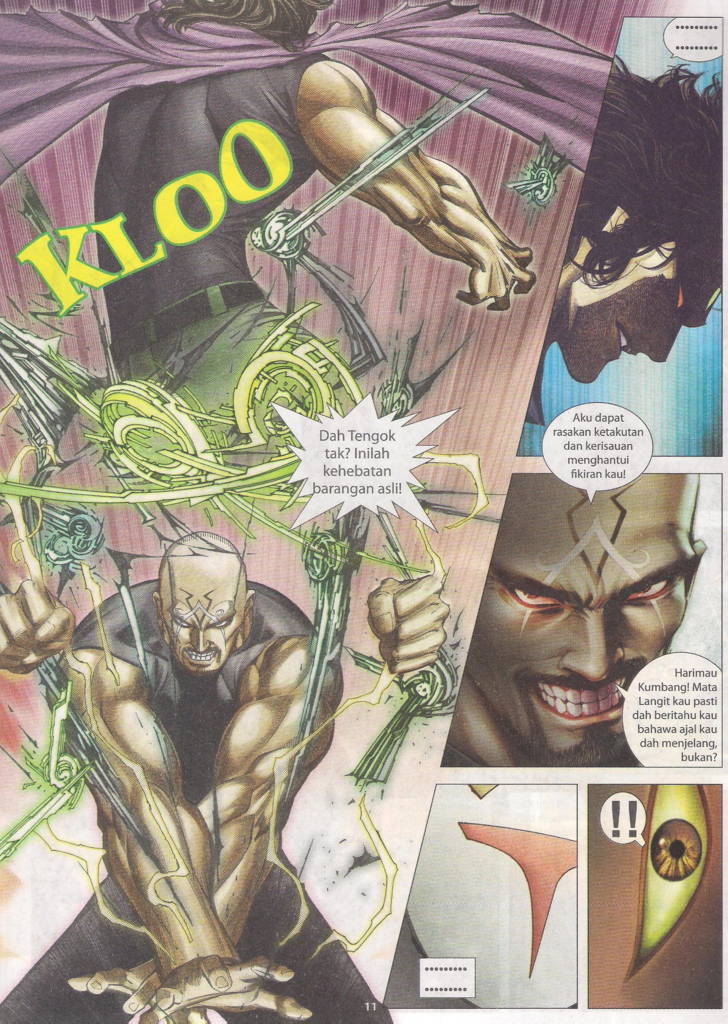 KLOO
Dah Tengok
tak? Inilah
kehebatan
barangan asli!
..........
..........
Aku dapat
rasakan ketakutan
dan kerisauan
menghantui
fikiran kau!
Harimau
Kumbang! Mata
Langit kau pasti
dah beritahu kau
bahawa ajal kau
dah menjelang,
bukan?
..........
..........
!!
11